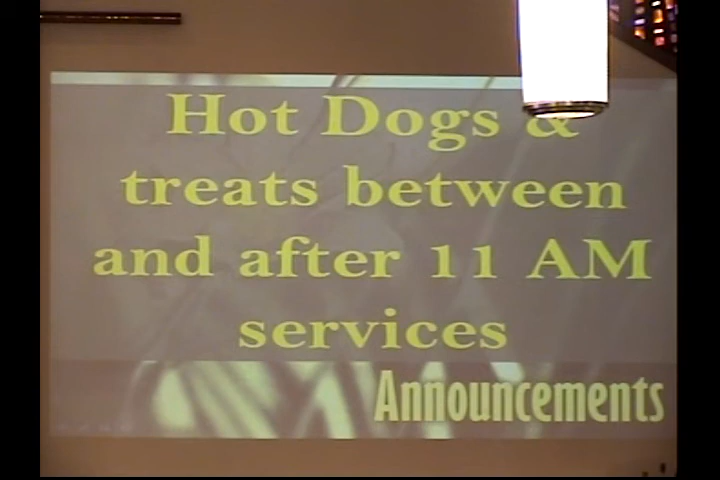 Hot Dogs &
treats between
and after 11 AM
services
Announcements